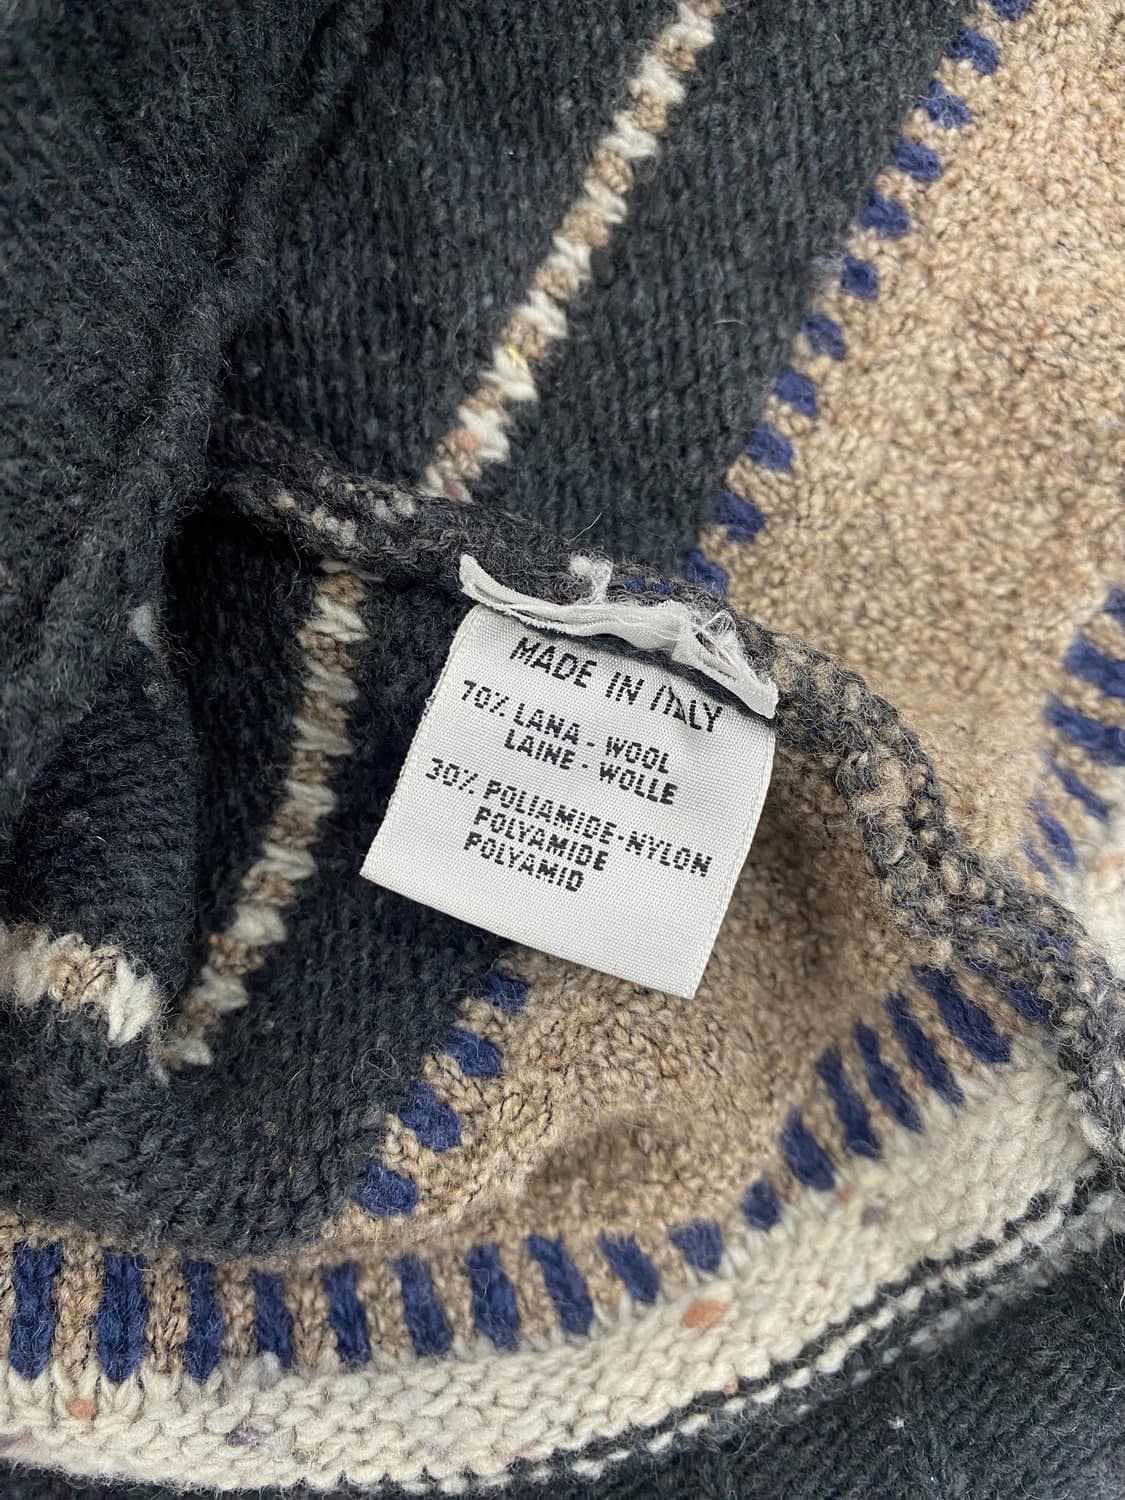 MADE IN ITALY
70% LANA - WOOL
LAINE - WOLLE
30% POLIAMIDE-NYLON
POLYAMIDE
POLYAMID